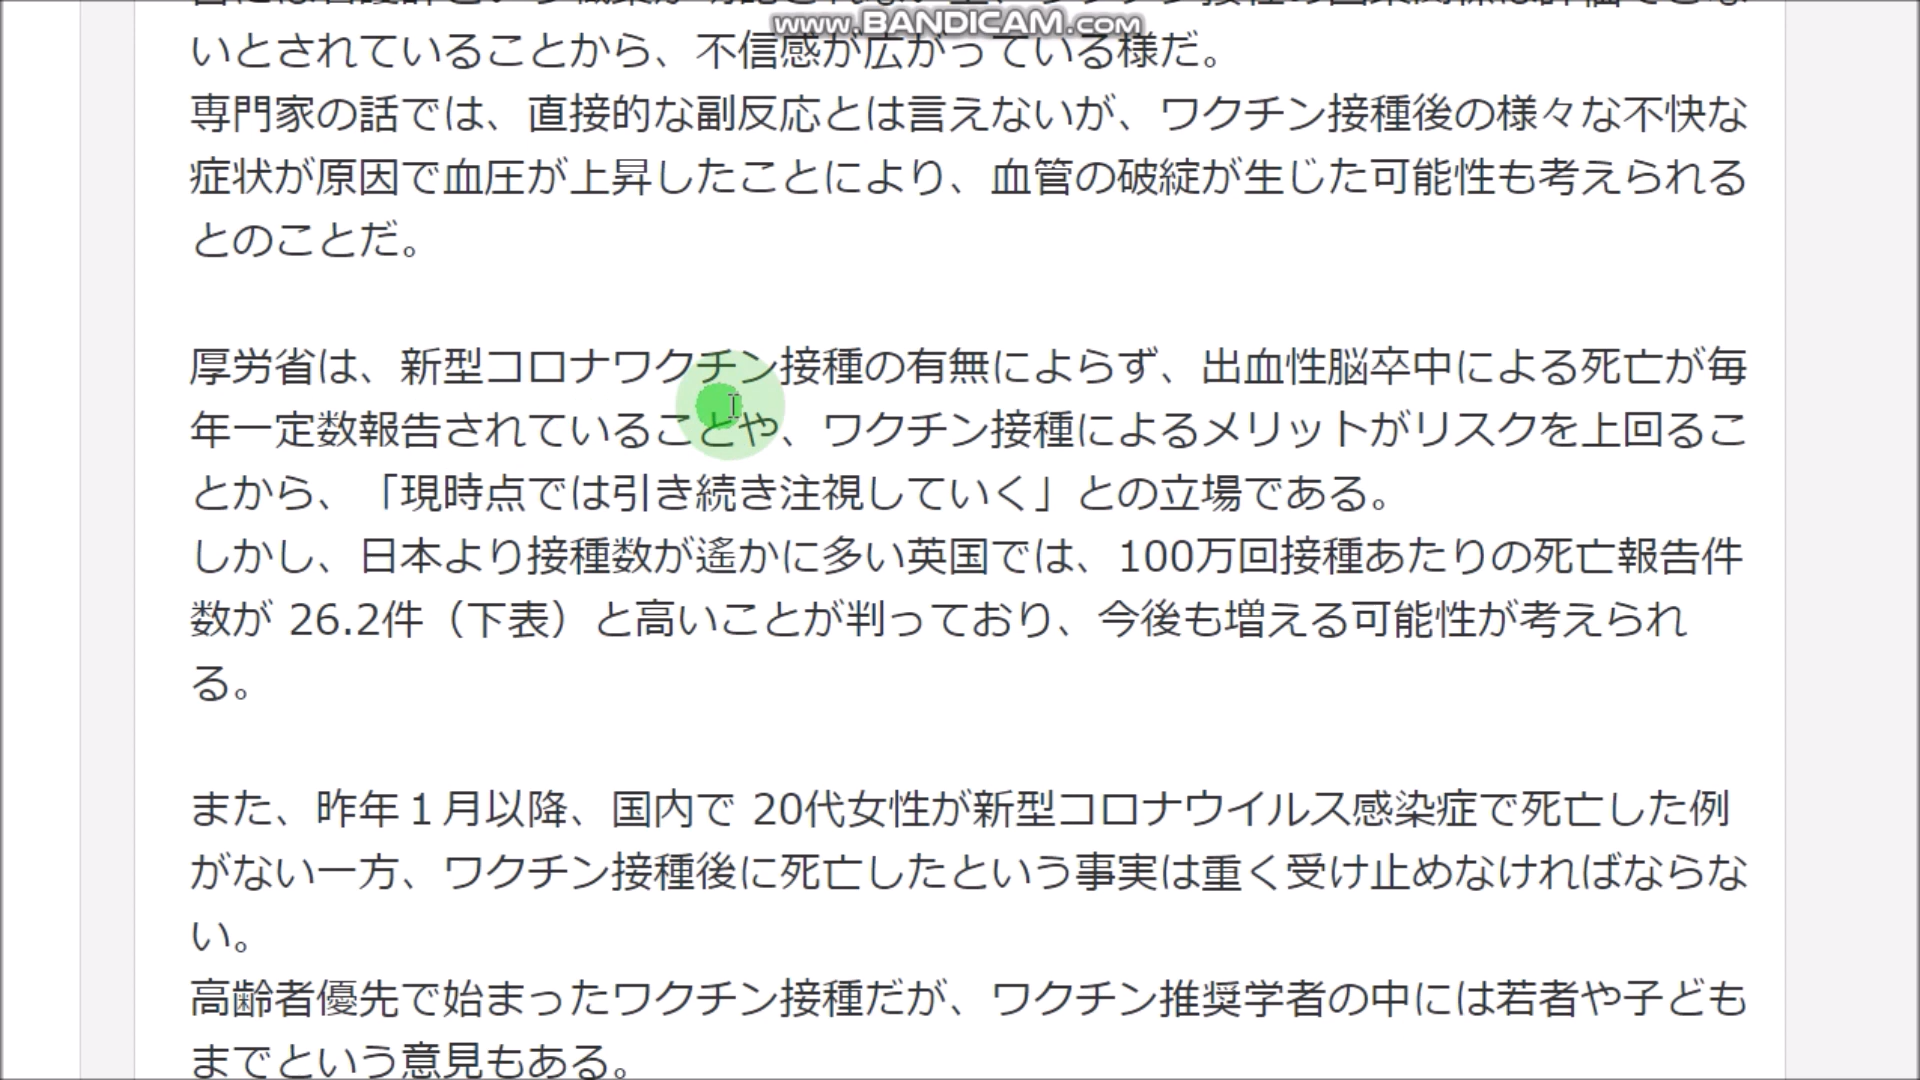 www.BANDICAM.com
いとされていることから、不信感が広がっている様だ。
専門家の話では、直接的な副反応とは言えないが、ワクチン接種後の様々な不快な
症状が原因で血圧が上昇したことにより、血管の破綻が生じた可能性も考えられる
とのことだ。
厚労省は、新型コロナワクチン接種の有無によらず、出血性脳卒中による死亡が毎
年一定数報告されていることや、ワクチン接種によるメリットがリスクを上回るこ
とから、「現時点では引き続き注視していく」との立場である。
しかし、日本より接種数が遙かに多い英国では、100万回接種あたりの死亡報告件
数が 26.2件（下表）と高いことが判っており、今後も増える可能性が考えられ
る。
また、昨年１月以降、国内で 20代女性が新型コロナウイルス感染症で死亡した例
がない一方、ワクチン接種後に死亡したという事実は重く受け止めなければならな
い。
高齢者優先で始まったワクチン接種だが、ワクチン推奨学者の中には若者や子ども
までという意見もある。